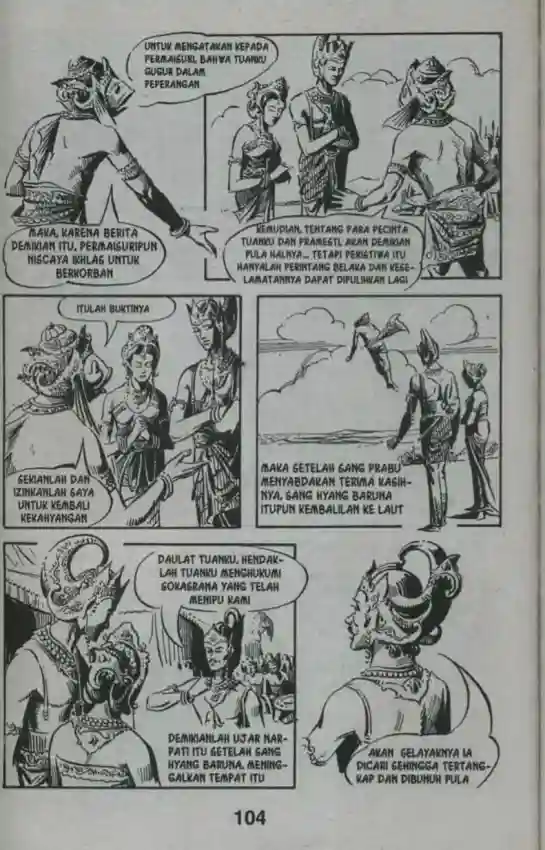 UNTUK MENGATAKAN KEPADA
PERMAISURI, BAHWA TUANKU
GUGUR DALAM
PEPERANGAN
MAKA, KARENA BERITA
DEMIKIAN ITU, PERMAISURIPUN
NISCAYA IKHLAS UNTUK
BERKORBAN
KEMUDIAN, TENTANG PARA PECINTA
TUANKU DAN PRAMESTI, AKAN DEMIKIAN
PULA HALNYA... TETAPI PERISTIWA ITU
HANYALAH PERINTANG BELAKA DAN KESE-
LAMATANNYA DAPAT DIPULIHKAN LAGI
ITULAH BUKTINYA
SEKIANLAH DAN
IZINKANLAH SAYA
UNTUK KEMBALI
KEKAHYANGAN
MAKA SETELAH SANG PRABU
MENYABDAKAN TERIMA KASIH-
NYA, SANG HYANG BARUNA
ITUPUN KEMBALILAH KE LAUT
DAULAT TUANKU, HENDAK-
LAH TUANKU MENGHUKUMI
SOKASRANA YANG TELAH
MENIPU KAMI
DEMIKIANLAH UJAR NAR-
PATI ITU SETELAH SANG
HYANG BARUNA, MENING-
GALKAN TEMPAT ITU
AKAN SELAYAKNYA IA
DICARI SEHINGGA TERTANG-
KAP DAN DIBUNUH PULA
104